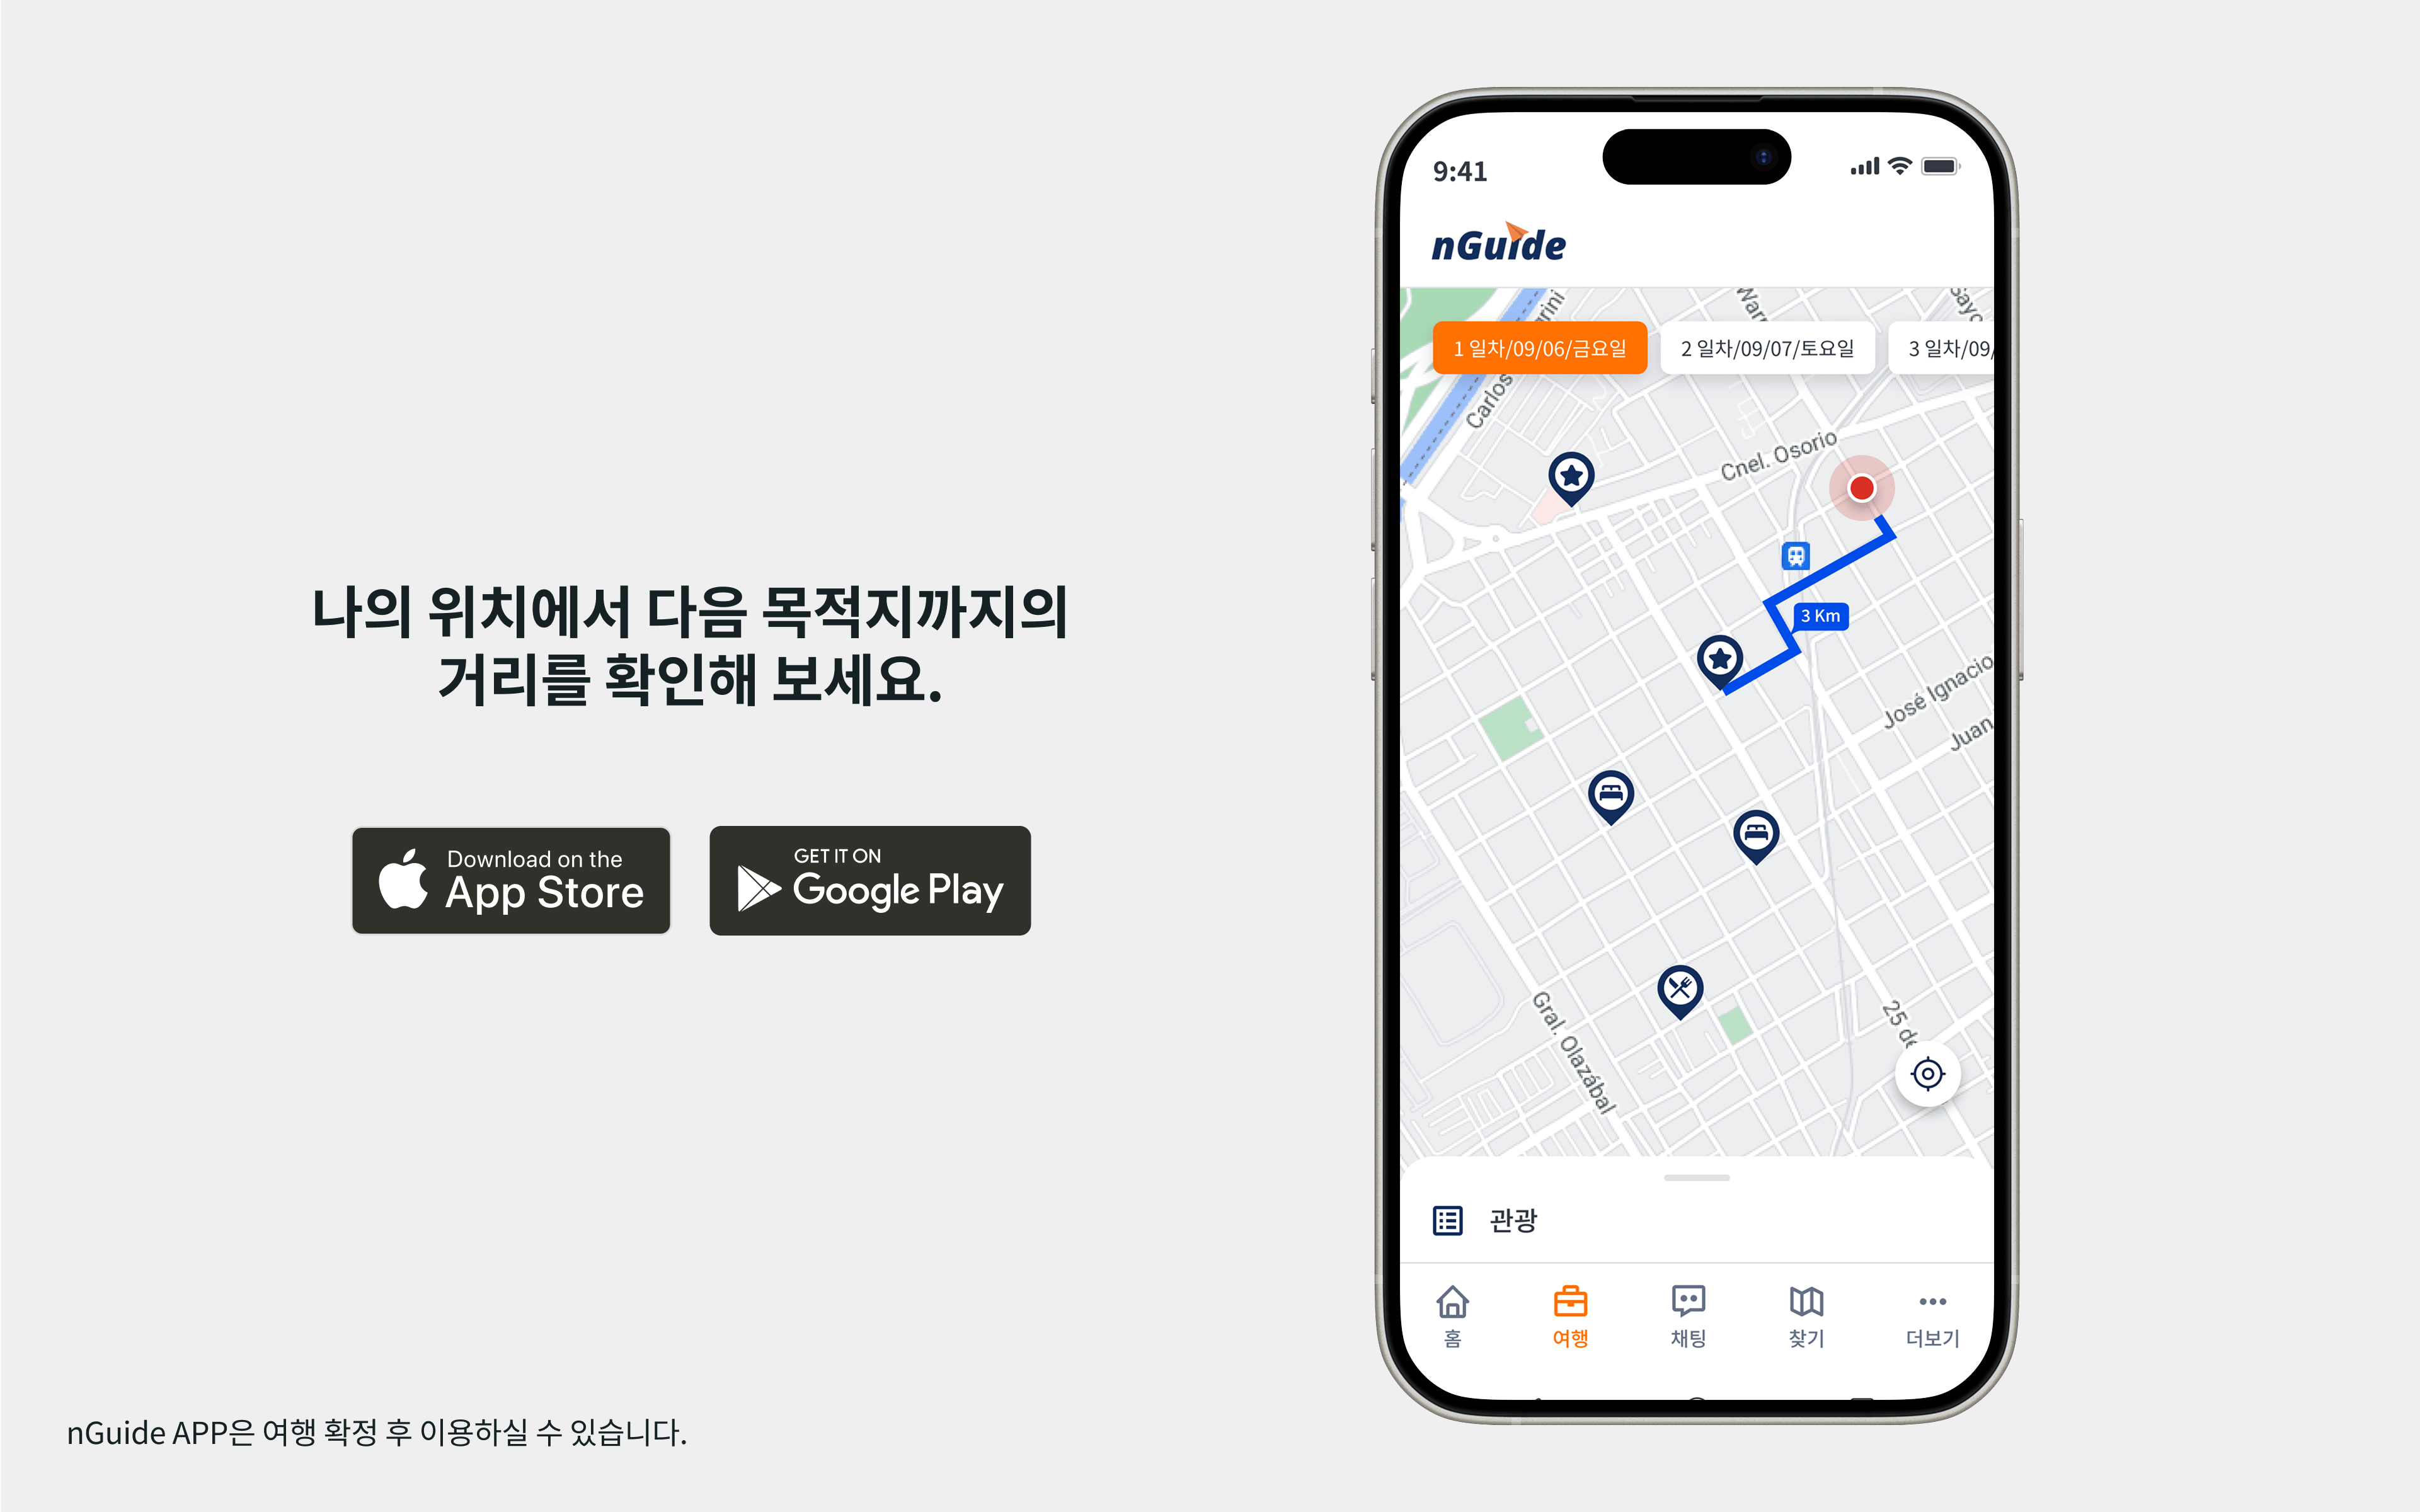 나의 위치에서 다음 목적지까지의
거리를 확인해 보세요.
Download on the
App Store
GET IT ON
Google Play
nGuide APP은 여행 확정 후 이용하실 수 있습니다.
9:41
nGuide
1 일차/09/06/금요일
2 일차/09/07/토요일
3 일차/09/
Carlos
Cnel. Osorio
3 Km
José Ignacio
Juan
Gral. Olazábal
25 de
관광
홈
여행
채팅
찾기
더보기